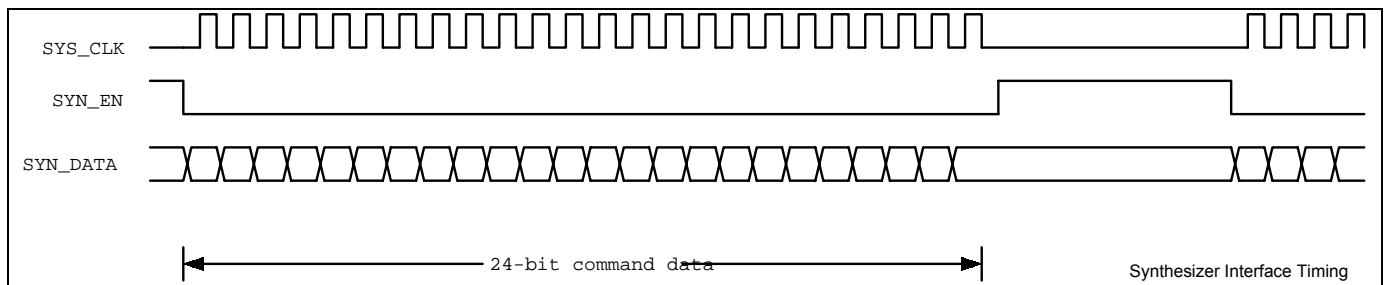 SYS_CLK
SYN_EN
SYN_DATA
24-bit command data
Synthesizer Interface Timing